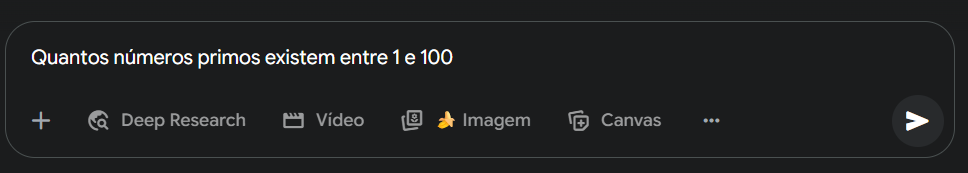 Quantos números primos existem entre 1 e 100
Deep Research Vídeo Imagem Canvas